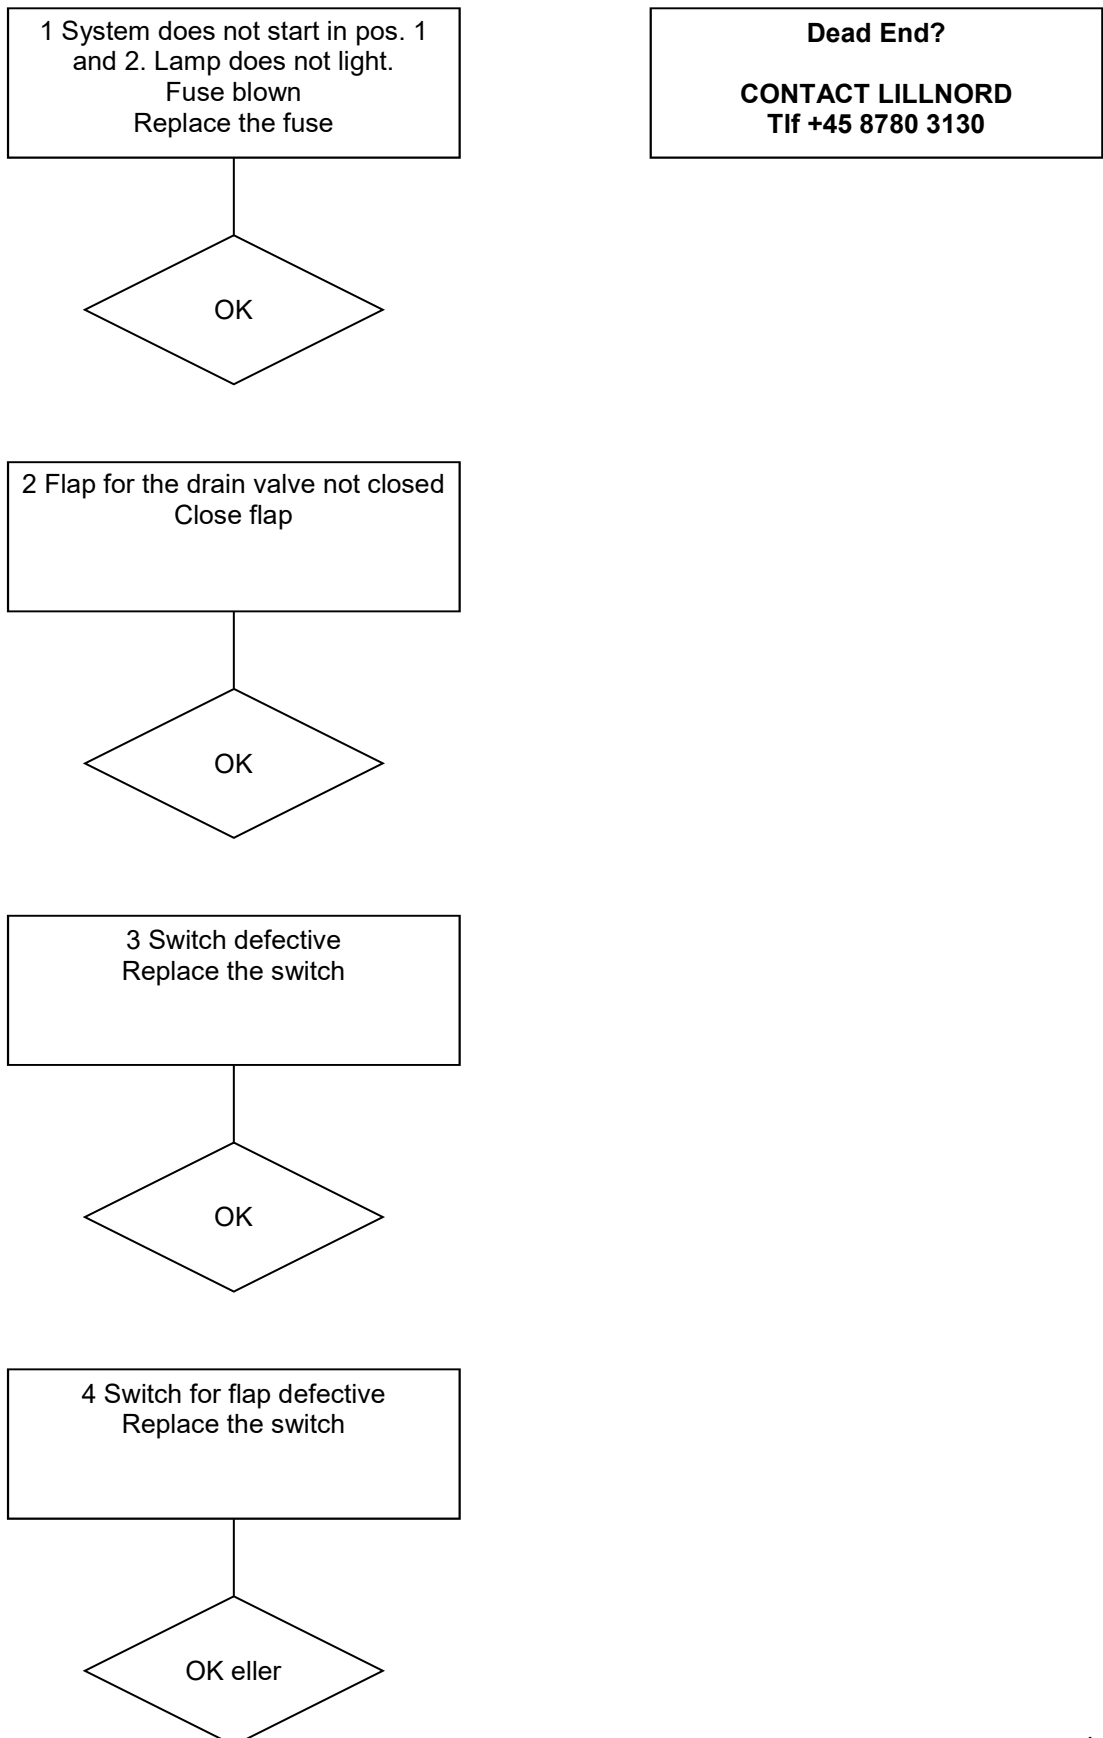 1 System does not start in pos. 1
and 2. Lamp does not light.
Fuse blown
Replace the fuse
Dead End?
CONTACT LILLNORD
Tlf +45 8780 3130
OK
2 Flap for the drain valve not closed
Close flap
OK
3 Switch defective
Replace the switch
OK
4 Switch for flap defective
Replace the switch
OK eller